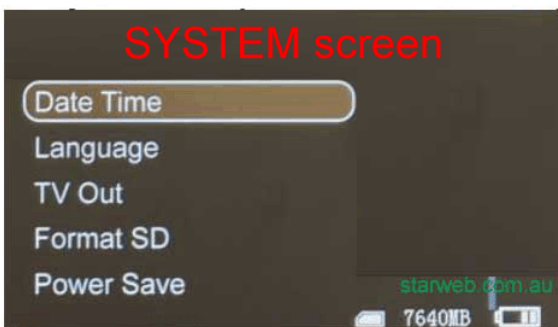 SYSTEM screen
Date Time
Language
TV Out
Format SD
Power Save
starweb.com.au
7640MB